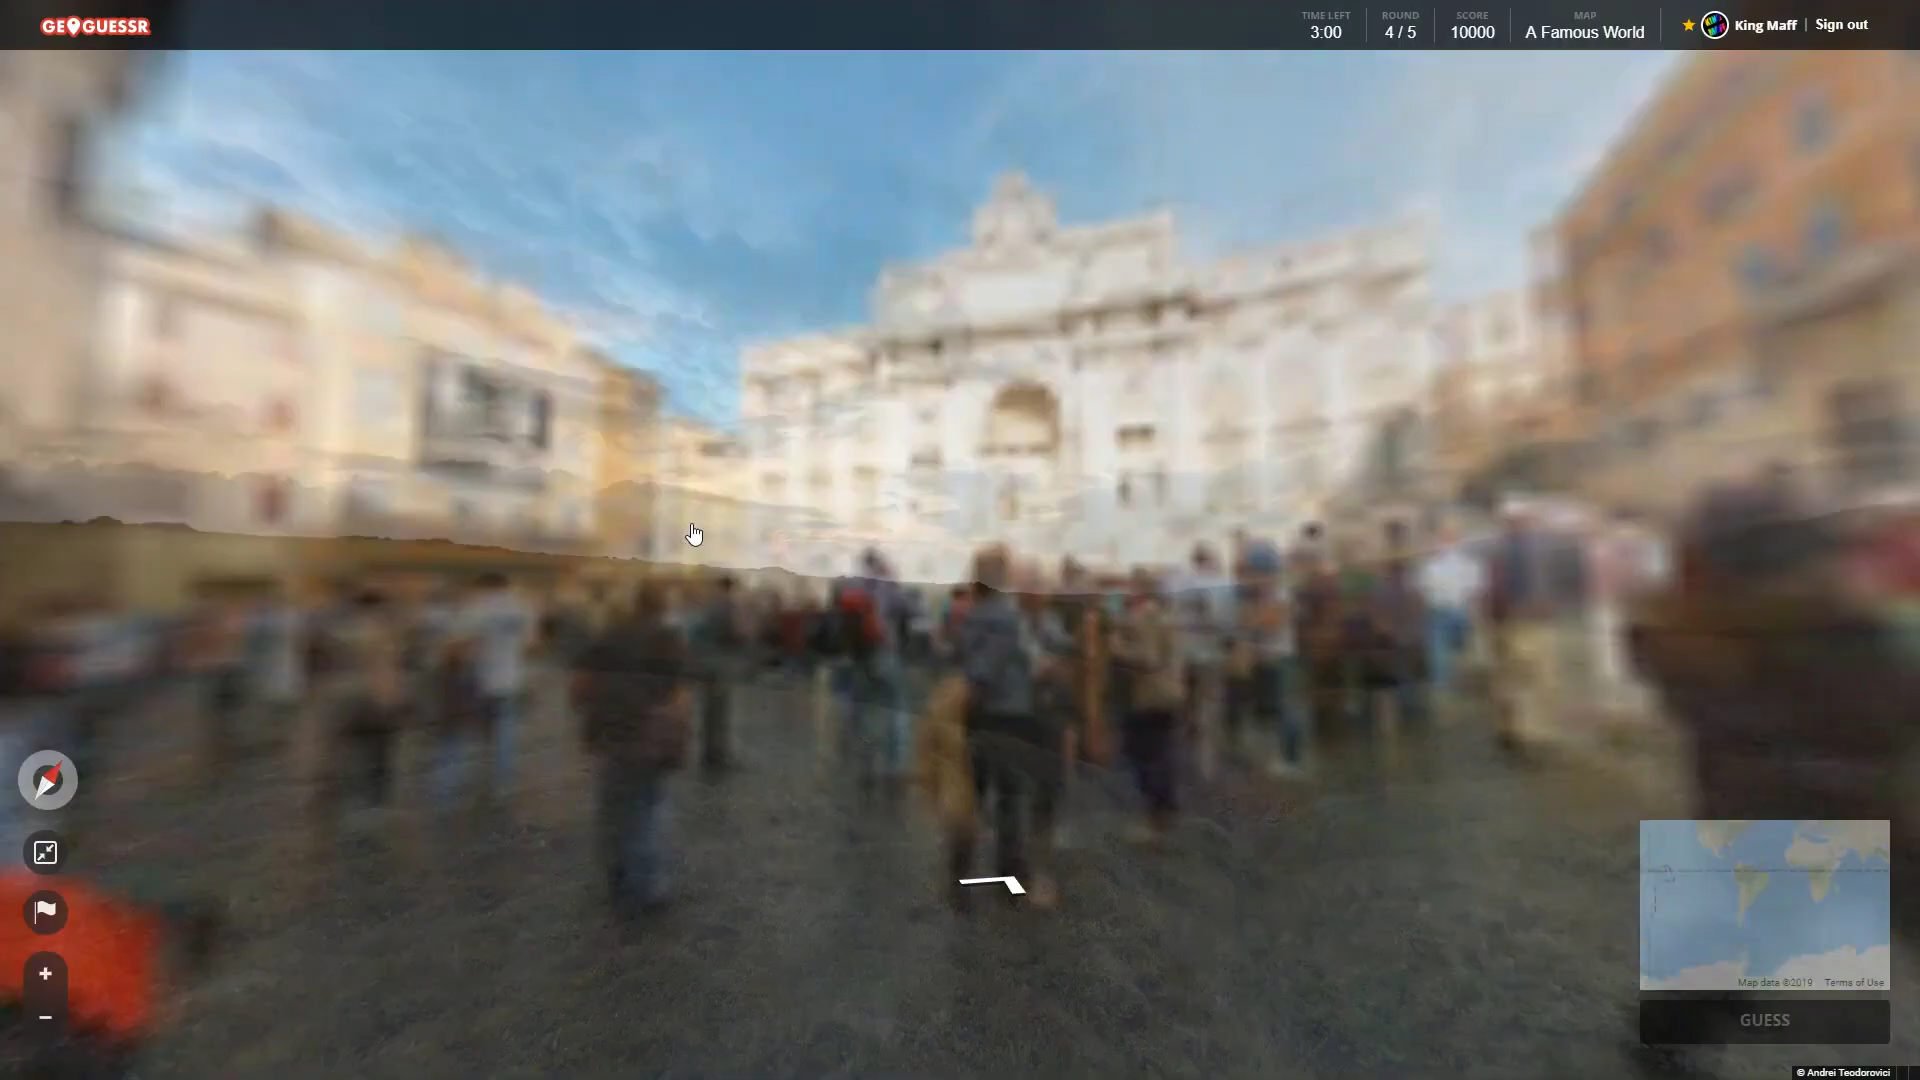 GEOGUESSR
TIME LEFT
3:00
ROUND
4 / 5
SCORE
10000
MAP
A Famous World
King Maff
Sign out
Map data ©2019
Terms of Use
GUESS
© Andrei Teodorovici